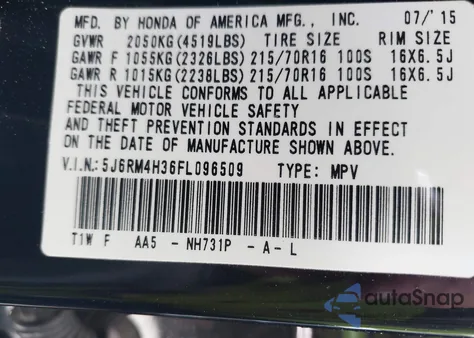 MFD. BY HONDA OF AMERICA MFG., INC. 07/'15
GVWR 2050KG(4519LBS) TIRE SIZE RIM SIZE
GAWR F 1055KG(2326LBS) 215/70R16 100S 16X6.5J
GAWR R 1015KG(2238LBS) 215/70R16 100S 16X6.5J
THIS VEHICLE CONFORMS TO ALL APPLICABLE
FEDERAL MOTOR VEHICLE SAFETY
AND THEFT PREVENTION STANDARDS IN EFFECT
ON THE DATE OF MANUFACTURE SHOWN ABOVE.
V.I.N.: 5J6RM4H36FL096509 TYPE: MPV
T1W F AA5 - NH731P - A - L
autoSnap